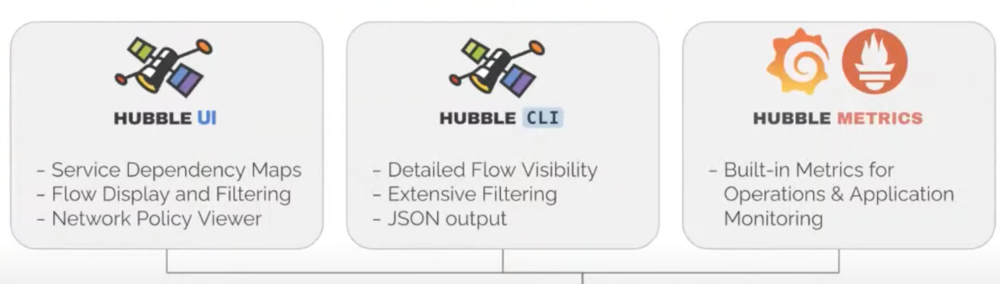 HUBBLE UI
– Service Dependency Maps
– Flow Display and Filtering
– Network Policy Viewer
HUBBLE CLI
– Detailed Flow Visibility
– Extensive Filtering
– JSON output
HUBBLE METRICS
– Built-in Metrics for
Operations & Application
Monitoring